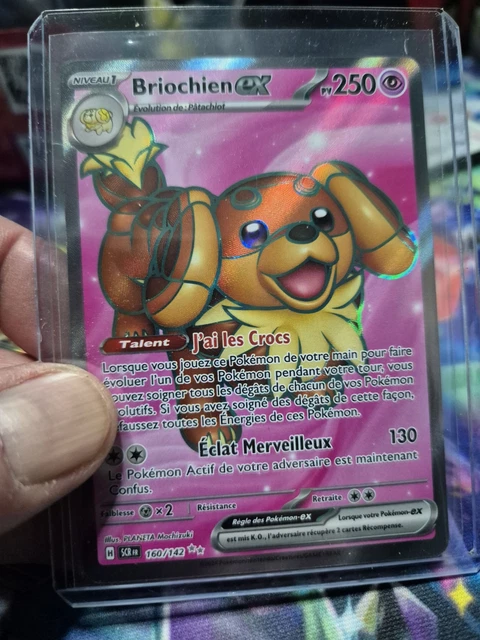 NIVEAU 1
Briochien ex
PV 250
Évolution de : Pâtachiot
Talent J'ai les Crocs
Lorsque vous jouez ce Pokémon de votre main pour faire
évoluer l'un de vos Pokémon pendant votre tour, vous
pouvez soigner tous les dégâts de chacun de vos Pokémon
Évolutifs. Si vous avez soigné des dégâts de cette façon,
défaussez toutes les Énergies de ces Pokémon.
Éclat Merveilleux 130
Le Pokémon Actif de votre adversaire est maintenant
Confus.
Faiblesse ×2 Résistance Retraite
Règle des Pokémon-ex Lorsque votre Pokémon-ex
est mis K.O., l'adversaire récupère 2 cartes Récompense.
Illus. PLANETA Mochizuki
H SCR FR 160/142